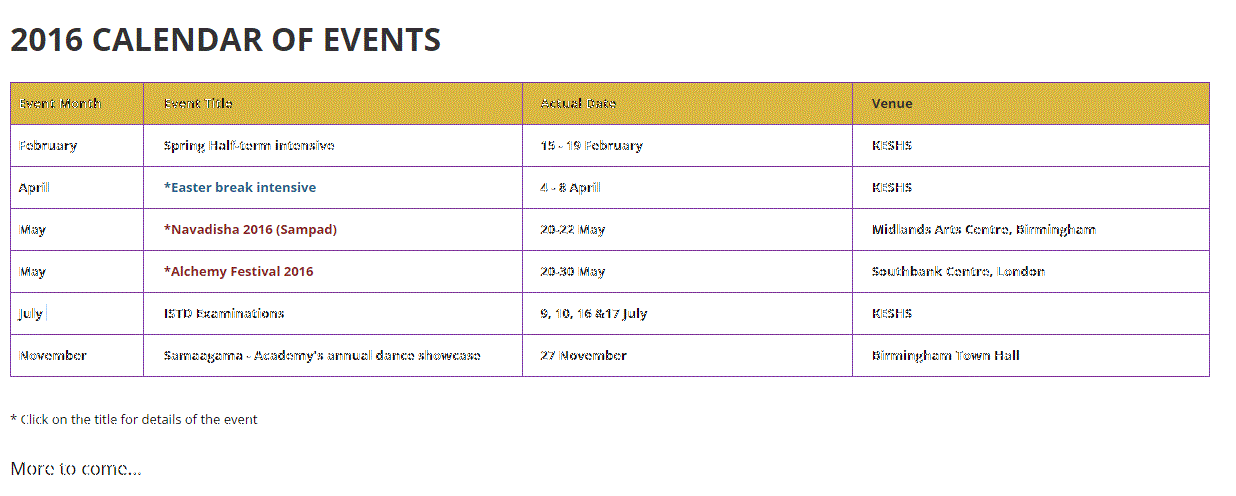 2016 CALENDAR OF EVENTS
Event Month Event Title Actual Date Venue
February Spring Half-term intensive 15 - 19 February KESHS
April *Easter break intensive 4 - 8 April KESHS
May *Navadisha 2016 (Sampad) 20-22 May Midlands Arts Centre, Birmingham
May *Alchemy Festival 2016 20-30 May Southbank Centre, London
July ISTD Examinations 9, 10, 16 &17 July KESHS
November Samaagama - Academy's annual dance showcase 27 November Birmingham Town Hall
* Click on the title for details of the event
More to come...